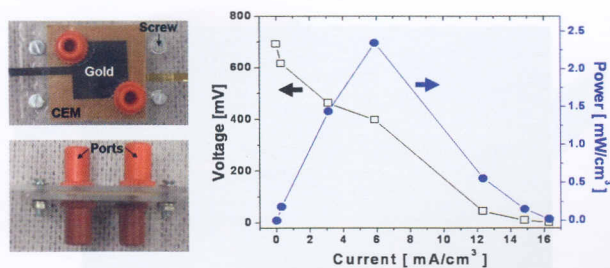 Screw
Gold
CEM
Ports
800
600
400
200
0
Voltage [mV]
0
2
4
6
8
10
12
14
16
Current [ mA/cm³ ]
2.5
2.0
1.5
1.0
0.5
0.0
Power [ mW/cm³ ]